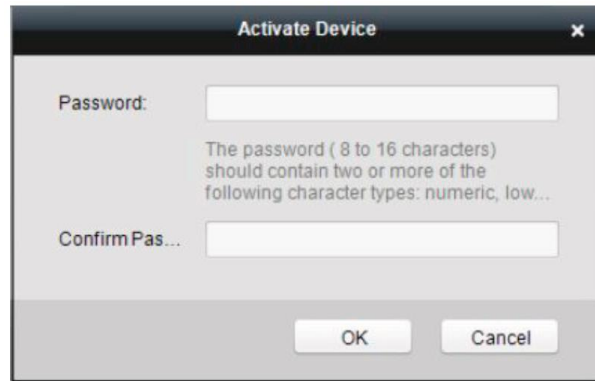 Activate Device
Password:
The password ( 8 to 16 characters)
should contain two or more of the
following character types: numeric, low...
Confirm Pas...
OK
Cancel